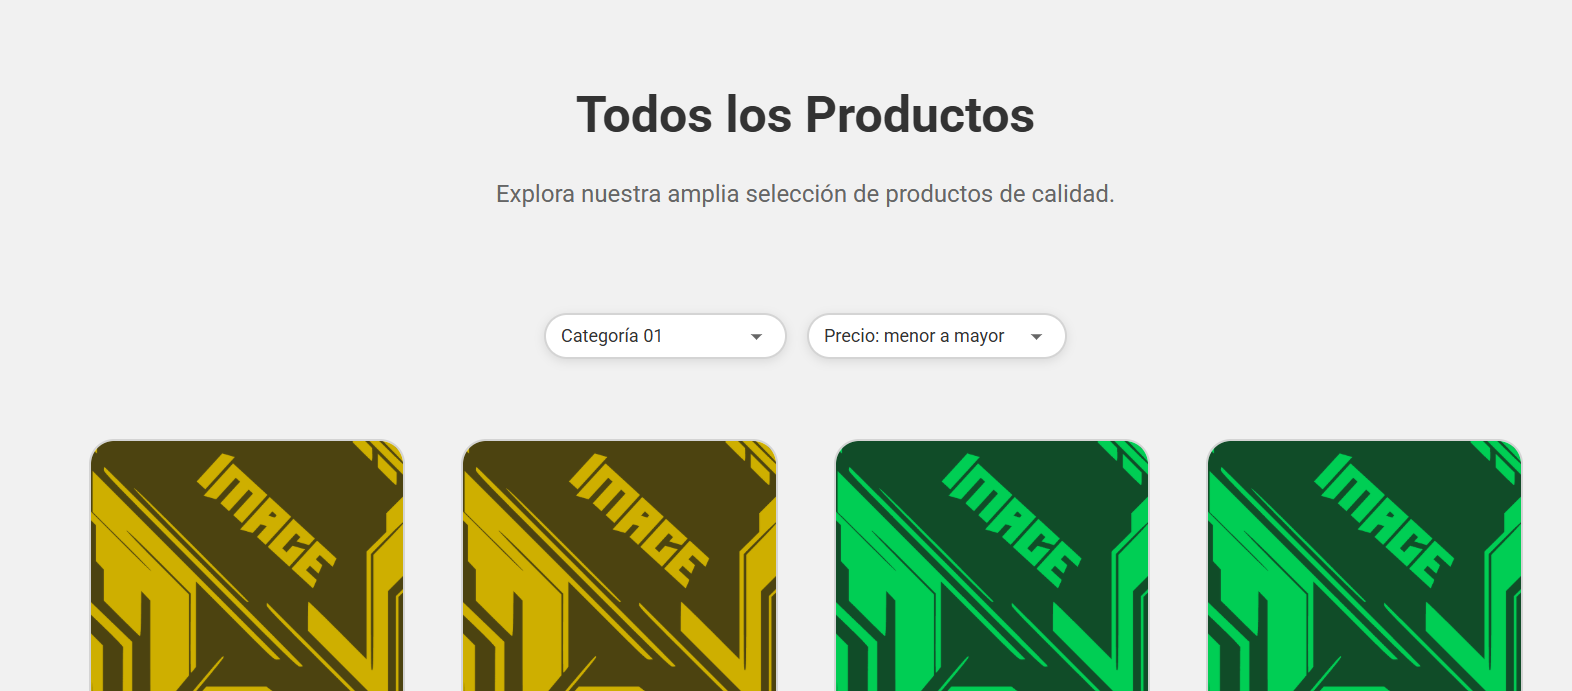 Todos los Productos
Explora nuestra amplia selección de productos de calidad.
Categoría 01
Precio: menor a mayor
IMAGE
IMAGE
IMAGE
IMAGE